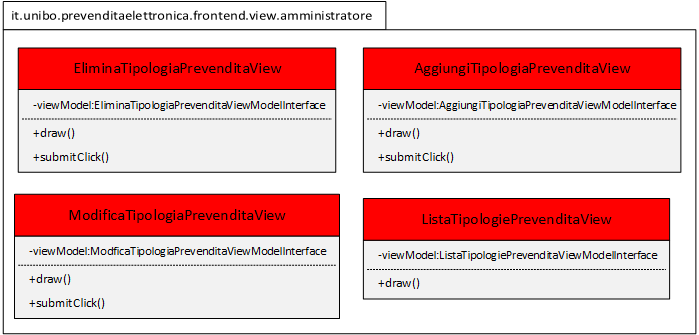 it.unibo.prevenditaelettronica.frontend.view.amministratore
EliminaTipologiaPrevenditaView
-viewModel:EliminaTipologiaPrevenditaViewModelInterface
+draw()
+submitClick()
AggiungiTipologiaPrevenditaView
-viewModel:AggiungiTipologiaPrevenditaViewModelInterface
+draw()
+submitClick()
ModificaTipologiaPrevenditaView
-viewModel:ModficaTipologiaPrevenditaViewModelInterface
+draw()
+submitClick()
ListaTipologiePrevenditaView
-viewModel:ListaTipologiePrevenditaViewModelInterface
+draw()